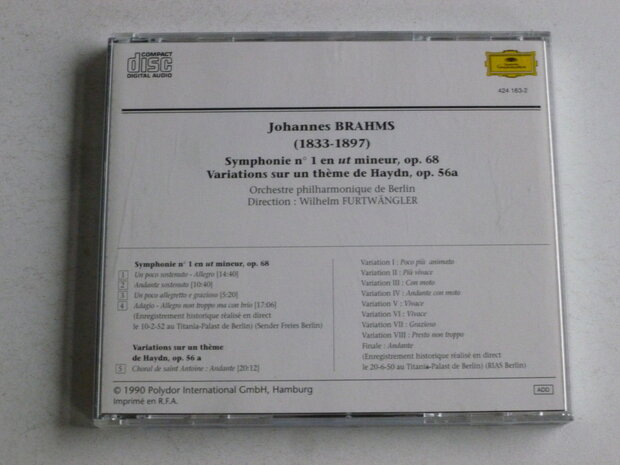 COMPACT
disc
DIGITAL AUDIO
Deutsche
Grammophon
424 163-2
Johannes BRAHMS
(1833-1897)
Symphonie n° 1 en ut mineur, op. 68
Variations sur un thème de Haydn, op. 56a
Orchestre philharmonique de Berlin
Direction : Wilhelm FURTWÄNGLER
Symphonie n° 1 en ut mineur, op. 68
1 Un poco sostenuto - Allegro [14:40]
2 Andante sostenuto [10:40]
3 Un poco allegretto e grazioso [5:20]
4 Adagio - Allegro non troppo ma con brio [17:06]
(Enregistrement historique réalisé en direct
le 10-2-52 au Titania-Palast de Berlin) (Sender Freies Berlin)
Variations sur un thème
de Haydn, op. 56 a
5 Choral de saint Antoine : Andante [20:12]
Variation I : Poco più animato
Variation II : Più vivace
Variation III : Con moto
Variation IV : Andante con moto
Variation V : Vivace
Variation VI : Vivace
Variation VII : Grazioso
Variation VIII : Presto non troppo
Finale : Andante
(Enregistrement historique réalisé en direct
le 20-6-50 au Titania-Palast de Berlin) (RIAS Berlin)
© 1990 Polydor International GmbH, Hamburg
Imprimé en R.F.A.
ADD